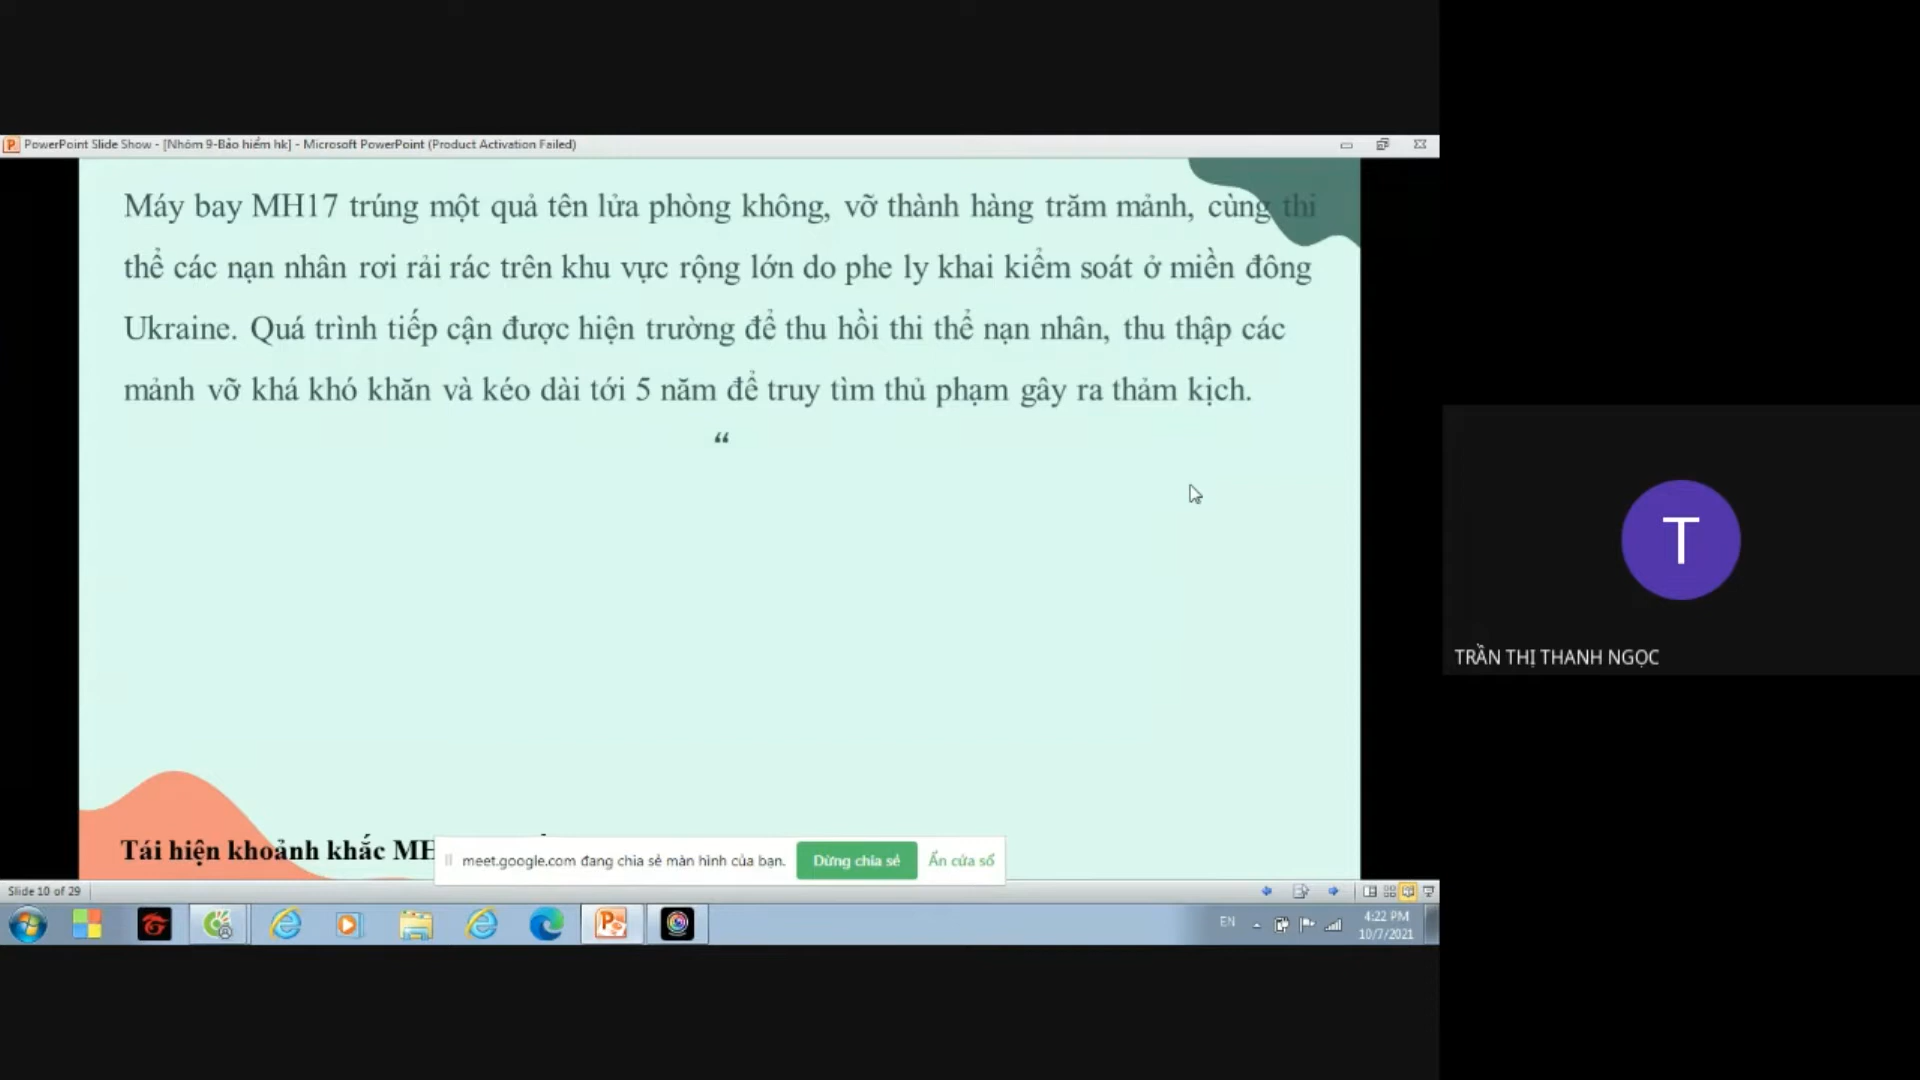 PowerPoint Slide Show - [Nhóm 9-Bảo hiểm hk] - Microsoft PowerPoint (Product Activation Failed)
Máy bay MH17 trúng một quả tên lửa phòng không, vỡ thành hàng trăm mảnh, cùng thi
thể các nạn nhân rơi rải rác trên khu vực rộng lớn do phe ly khai kiểm soát ở miền đông
Ukraine. Quá trình tiếp cận được hiện trường để thu hồi thi thể nạn nhân, thu thập các
mảnh vỡ khá khó khăn và kéo dài tới 5 năm để truy tìm thủ phạm gây ra thảm kịch.
“
T
TRẦN THỊ THANH NGỌC
Tái hiện khoảnh khắc MH
meet.google.com đang chia sẻ màn hình của bạn. Dừng chia sẻ Ẩn cửa sổ
Slide 10 of 29
EN
4:22 PM
10/7/2021